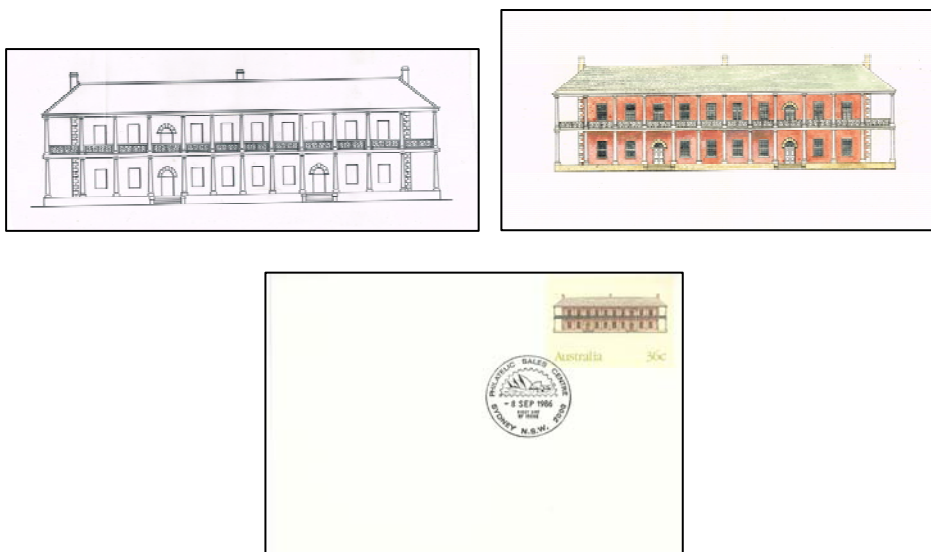 Australia 36c
PHILATELIC SALES CENTRE
- 8 SEP 1986
FIRST DAY
OF ISSUE
SYDNEY N.S.W. 2000